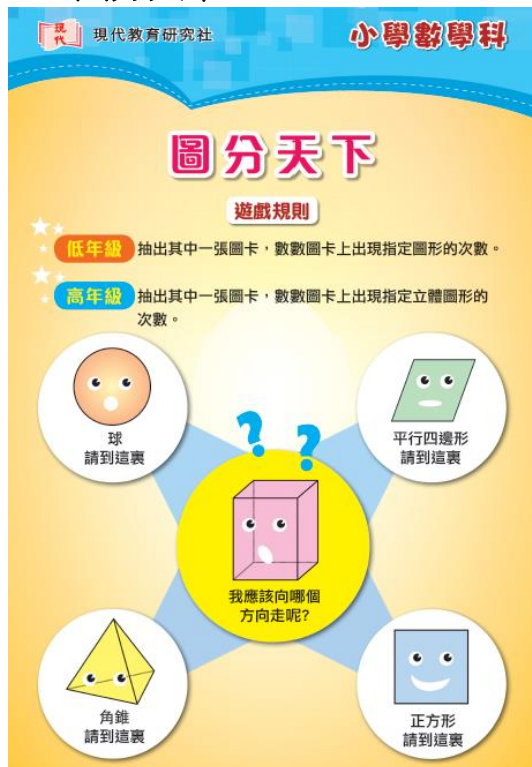 現代
現代教育研究社
小學數學科
圖分天下
遊戲規則
低年級 抽出其中一張圖卡，數數圖卡上出現指定圖形的次數。
高年級 抽出其中一張圖卡，數數圖卡上出現指定立體圖形的
次數。
球
請到這裏
平行四邊形
請到這裏
? ?
我應該向哪個
方向走呢?
角錐
請到這裏
正方形
請到這裏